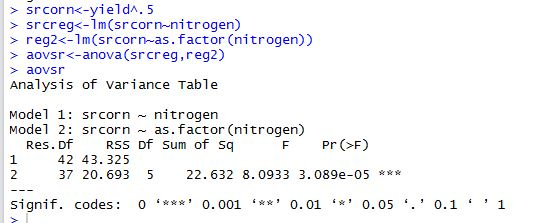 > srcorn<-yield^.5
> srcreg<-lm(srcorn~nitrogen)
> reg2<-lm(srcorn~as.factor(nitrogen))
> aovsr<-anova(srcreg,reg2)
> aovsr
Analysis of Variance Table
Model 1: srcorn ~ nitrogen
Model 2: srcorn ~ as.factor(nitrogen)
Res.Df RSS Df Sum of Sq F Pr(>F)
1 42 43.325
2 37 20.693 5 22.632 8.0933 3.089e-05 ***
---
Signif. codes: 0 ‘***’ 0.001 ‘**’ 0.01 ‘*’ 0.05 ‘.’ 0.1 ‘ ’ 1
>